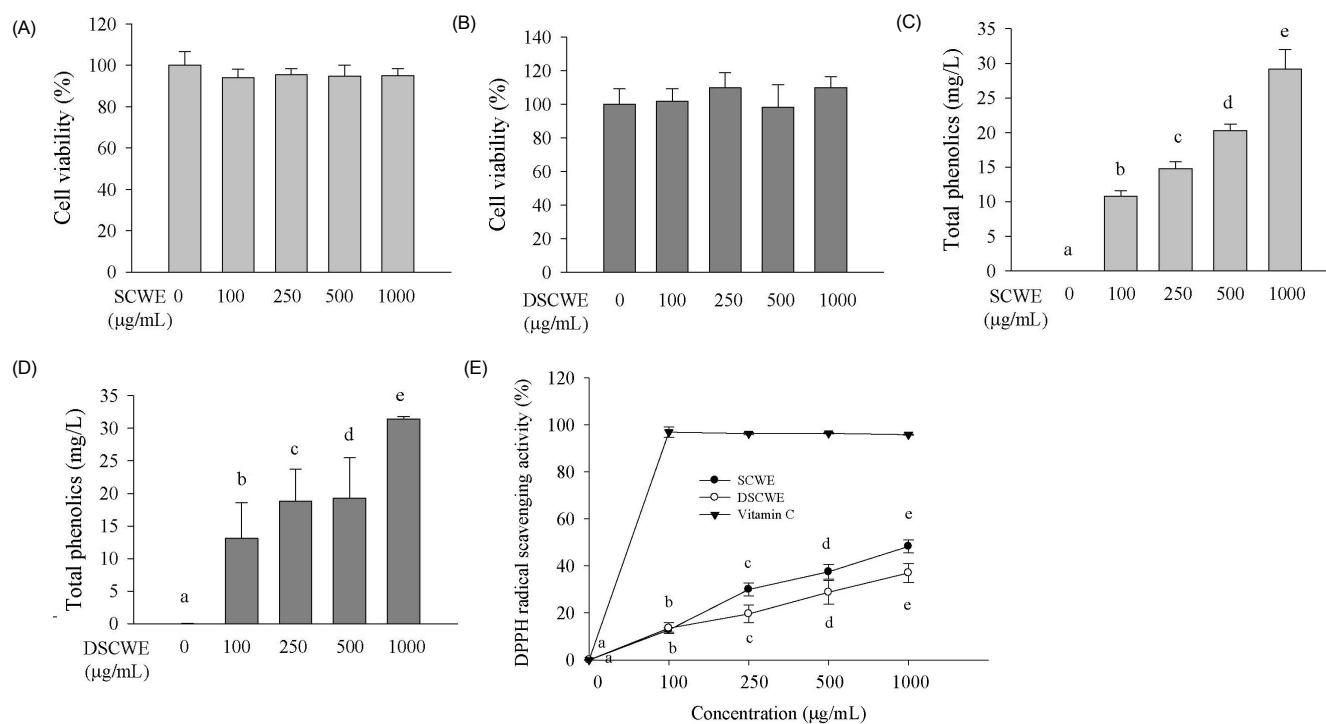 (A)
Cell viability (%)
120
100
80
60
40
20
0
SCWE 0 100 250 500 1000
(μg/mL)
(B)
Cell viability (%)
140
120
100
80
60
40
20
0
DSCWE 0 100 250 500 1000
(μg/mL)
(C)
Total phenolics (mg/L)
35
30
25
20
15
10
5
0
a b c d e
SCWE 0 100 250 500 1000
(μg/mL)
(D)
Total phenolics (mg/L)
35
30
25
20
15
10
5
0
a b c d e
DSCWE 0 100 250 500 1000
(μg/mL)
(E)
DPPH radical scavenging activity (%)
120
100
80
60
40
20
0
SCWE
DSCWE
Vitamin C
a b c d e
a b c d e
0 100 250 500 1000
Concentration (μg/mL)